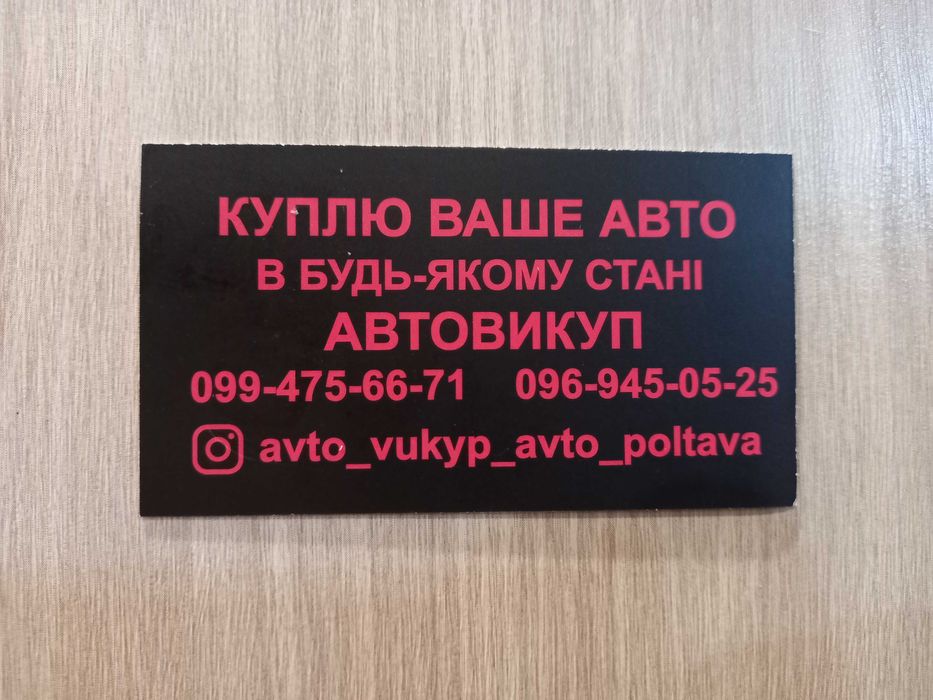 КУПЛЮ ВАШЕ АВТО
В БУДЬ-ЯКОМУ СТАНІ
АВТОВИКУП
099-475-66-71 096-945-05-25
avto_vukyp_avto_poltava